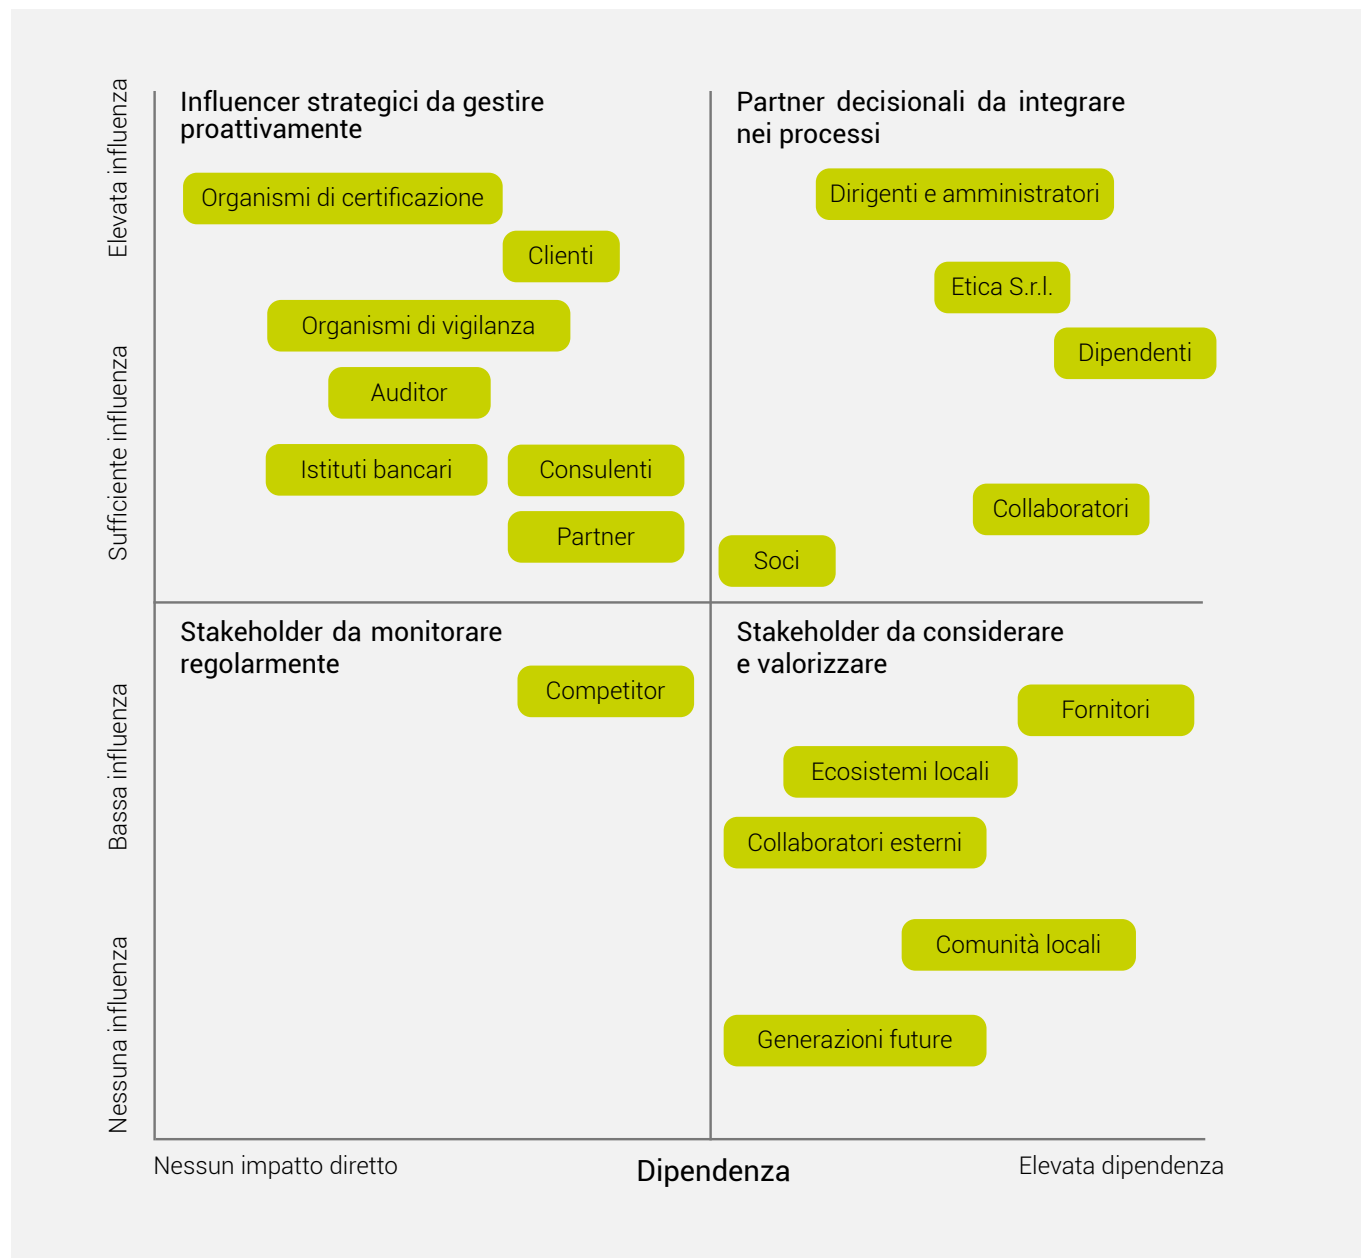 Elevata influenza
Sufficiente influenza
Bassa influenza
Nessuna influenza
Influencer strategici da gestire
proattivamente
Organismi di certificazione
Clienti
Organismi di vigilanza
Auditor
Istituti bancari
Consulenti
Partner
Partner decisionali da integrare
nei processi
Dirigenti e amministratori
Etica S.r.l.
Dipendenti
Collaboratori
Soci
Stakeholder da monitorare
regolarmente
Competitor
Stakeholder da considerare
e valorizzare
Fornitori
Ecosistemi locali
Collaboratori esterni
Comunità locali
Generazioni future
Nessun impatto diretto
Dipendenza
Elevata dipendenza